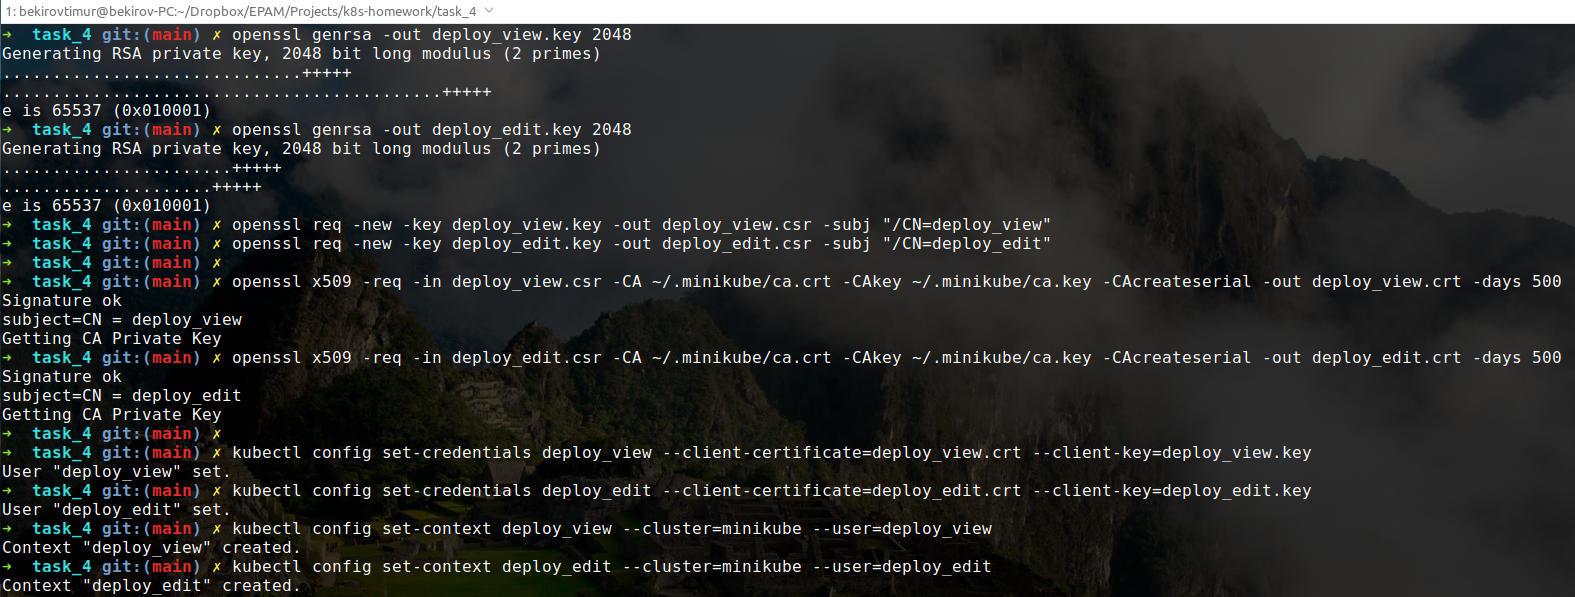 1: bekirovtimur@bekirov-PC:~/Dropbox/EPAM/Projects/k8s-homework/task_4
➜ task_4 git:(main) ✗ openssl genrsa -out deploy_view.key 2048
Generating RSA private key, 2048 bit long modulus (2 primes)
..............................+++++
............................................+++++
e is 65537 (0x010001)
➜ task_4 git:(main) ✗ openssl genrsa -out deploy_edit.key 2048
Generating RSA private key, 2048 bit long modulus (2 primes)
.......................+++++
.....................+++++
e is 65537 (0x010001)
➜ task_4 git:(main) ✗ openssl req -new -key deploy_view.key -out deploy_view.csr -subj "/CN=deploy_view"
➜ task_4 git:(main) ✗ openssl req -new -key deploy_edit.key -out deploy_edit.csr -subj "/CN=deploy_edit"
➜ task_4 git:(main) ✗
➜ task_4 git:(main) ✗ openssl x509 -req -in deploy_view.csr -CA ~/.minikube/ca.crt -CAkey ~/.minikube/ca.key -CAcreateserial -out deploy_view.crt -days 500
Signature ok
subject=CN = deploy_view
Getting CA Private Key
➜ task_4 git:(main) ✗ openssl x509 -req -in deploy_edit.csr -CA ~/.minikube/ca.crt -CAkey ~/.minikube/ca.key -CAcreateserial -out deploy_edit.crt -days 500
Signature ok
subject=CN = deploy_edit
Getting CA Private Key
➜ task_4 git:(main) ✗
➜ task_4 git:(main) ✗ kubectl config set-credentials deploy_view --client-certificate=deploy_view.crt --client-key=deploy_view.key
User "deploy_view" set.
➜ task_4 git:(main) ✗ kubectl config set-credentials deploy_edit --client-certificate=deploy_edit.crt --client-key=deploy_edit.key
User "deploy_edit" set.
➜ task_4 git:(main) ✗ kubectl config set-context deploy_view --cluster=minikube --user=deploy_view
Context "deploy_view" created.
➜ task_4 git:(main) ✗ kubectl config set-context deploy_edit --cluster=minikube --user=deploy_edit
Context "deploy_edit" created.